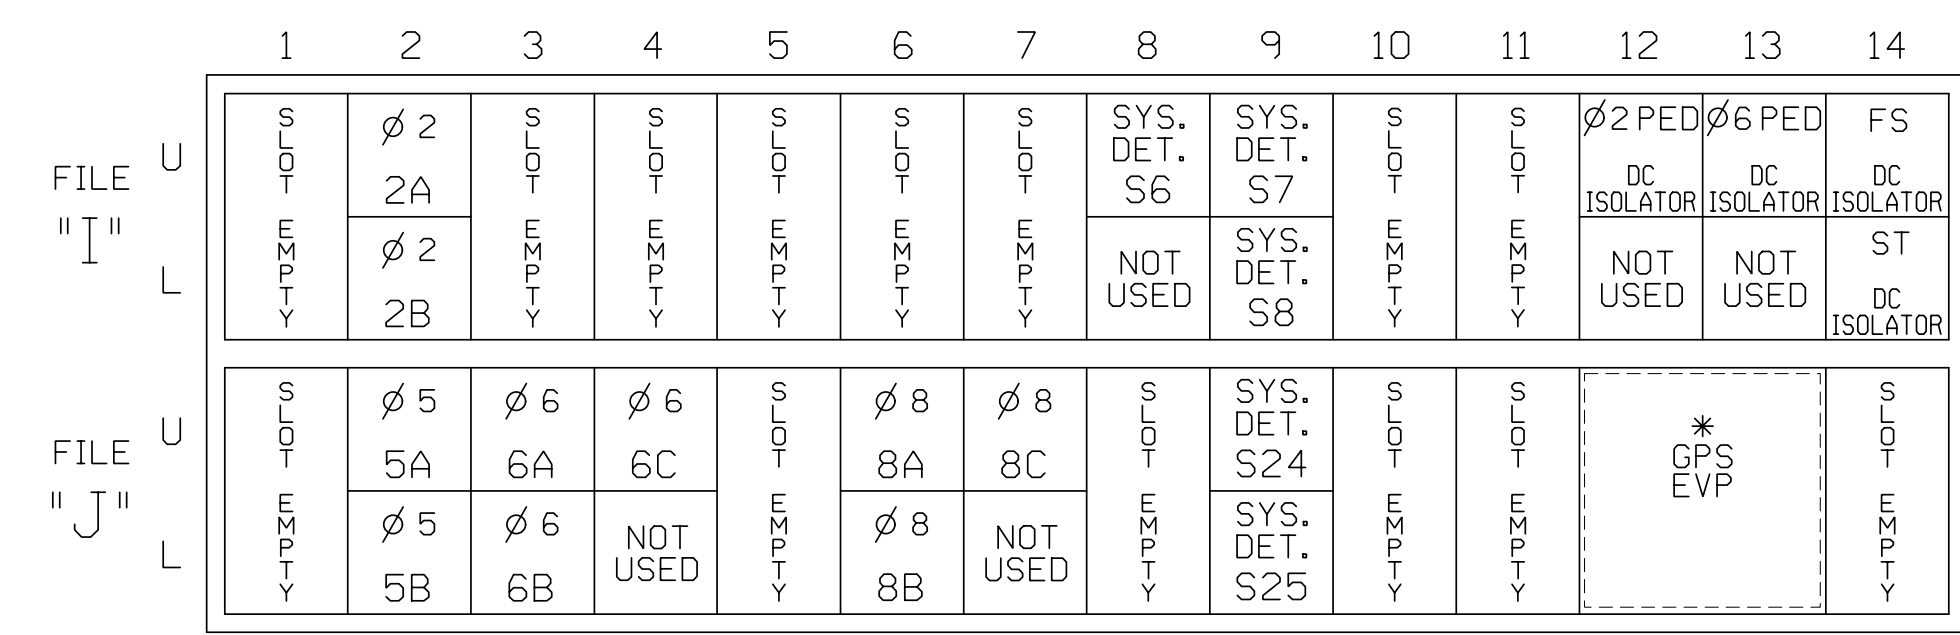 1 2 3 4 5 6 7 8 9 10 11 12 13 14
FILE "I"
U
L
SLOT EMPTY
Ø 2
2A
Ø 2
2B
SLOT EMPTY
SLOT EMPTY
SLOT EMPTY
SLOT EMPTY
SLOT EMPTY
SYS.
DET.
S6
NOT
USED
SYS.
DET.
S7
SYS.
DET.
S8
SLOT EMPTY
SLOT EMPTY
Ø2 PED
DC
ISOLATOR
NOT
USED
Ø6 PED
DC
ISOLATOR
NOT
USED
FS
DC
ISOLATOR
ST
DC
ISOLATOR
FILE
"J"
U
L
SLOT EMPTY
Ø 5
5A
Ø 5
5B
Ø 6
6A
Ø 6
6B
Ø 6
6C
NOT
USED
SLOT EMPTY
Ø 8
8A
Ø 8
8B
Ø 8
8C
NOT
USED
SLOT EMPTY
SYS.
DET.
S24
SYS.
DET.
S25
SLOT EMPTY
SLOT EMPTY
*
GPS
EVP
SLOT EMPTY